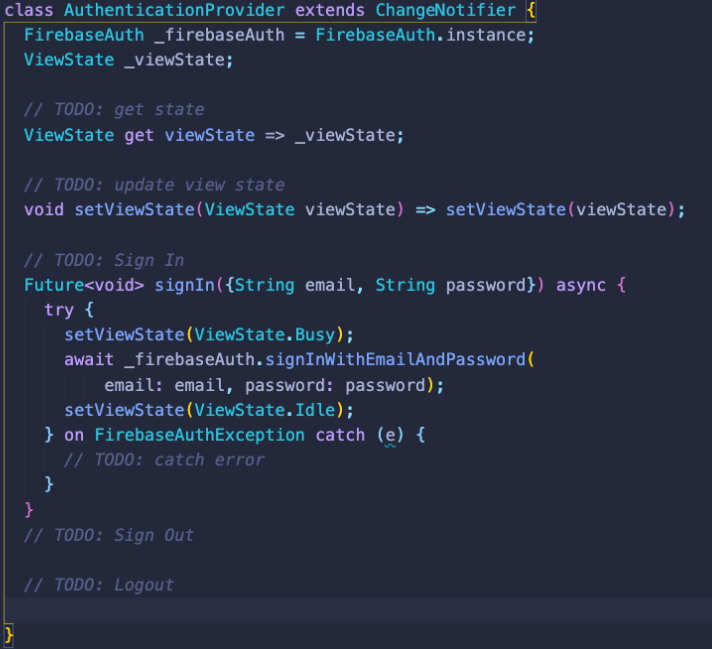 class AuthenticationProvider extends ChangeNotifier {
  FirebaseAuth _firebaseAuth = FirebaseAuth.instance;
  ViewState _viewState;

  // TODO: get state
  ViewState get viewState => _viewState;

  // TODO: update view state
  void setViewState(ViewState viewState) => setViewState(viewState);

  // TODO: Sign In
  Future<void> signIn({String email, String password}) async {
    try {
      setViewState(ViewState.Busy);
      await _firebaseAuth.signInWithEmailAndPassword(
          email: email, password: password);
      setViewState(ViewState.Idle);
    } on FirebaseAuthException catch (e) {
      // TODO: catch error
    }
  }
  // TODO: Sign Out

  // TODO: Logout

}